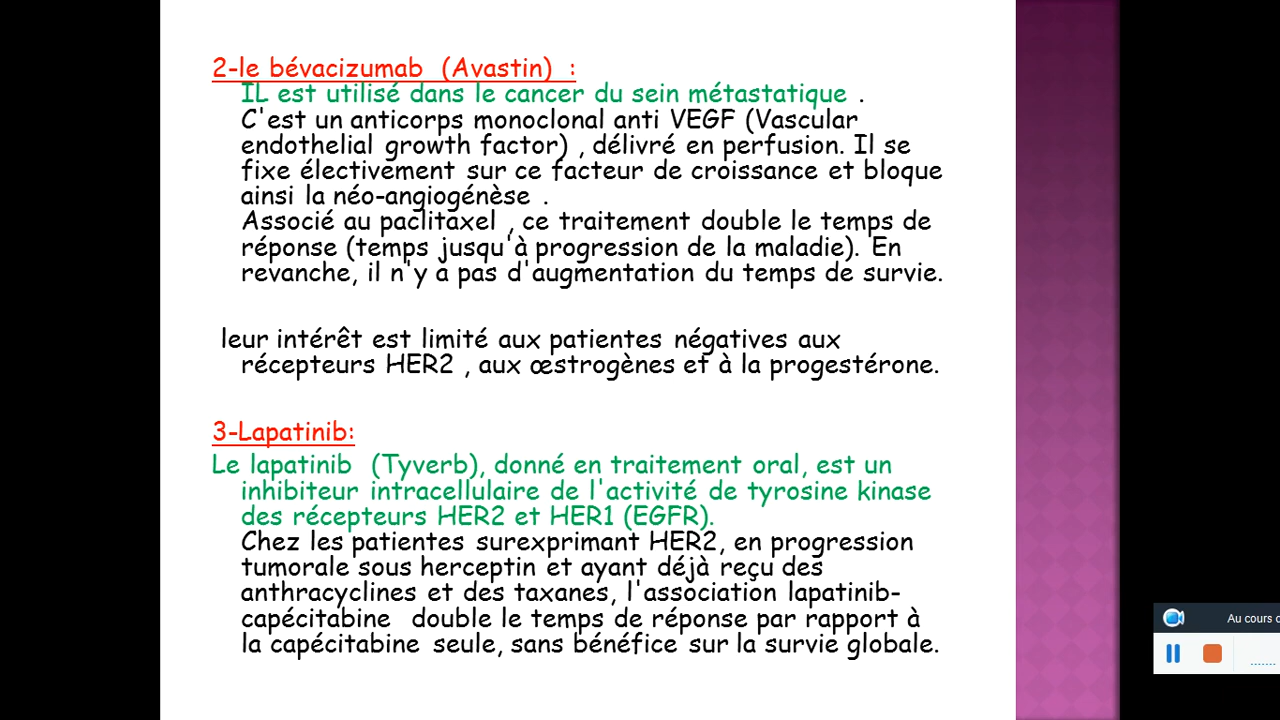 2-le bévacizumab (Avastin) :
IL est utilisé dans le cancer du sein métastatique .
C'est un anticorps monoclonal anti VEGF (Vascular
endothelial growth factor) , délivré en perfusion. Il se
fixe électivement sur ce facteur de croissance et bloque
ainsi la néo-angiogénèse .
Associé au paclitaxel , ce traitement double le temps de
réponse (temps jusqu'à progression de la maladie). En
revanche, il n'y a pas d'augmentation du temps de survie.
leur intérêt est limité aux patientes négatives aux
récepteurs HER2 , aux œstrogènes et à la progestérone.
3-Lapatinib:
Le lapatinib (Tyverb), donné en traitement oral, est un
inhibiteur intracellulaire de l'activité de tyrosine kinase
des récepteurs HER2 et HER1 (EGFR).
Chez les patientes surexprimant HER2, en progression
tumorale sous herceptin et ayant déjà reçu des
anthracyclines et des taxanes, l'association lapatinib-
capécitabine double le temps de réponse par rapport à
la capécitabine seule, sans bénéfice sur la survie globale.
Au cours